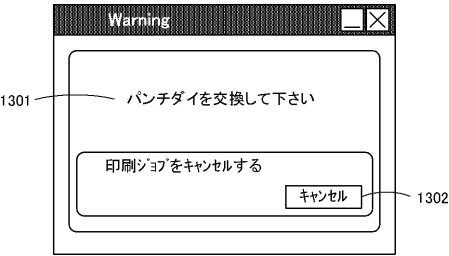 Warning
1301
パンチダイを交換して下さい
印刷ｼﾞｮﾌﾞをｷｬﾝｾﾙする
ｷｬﾝｾﾙ
1302